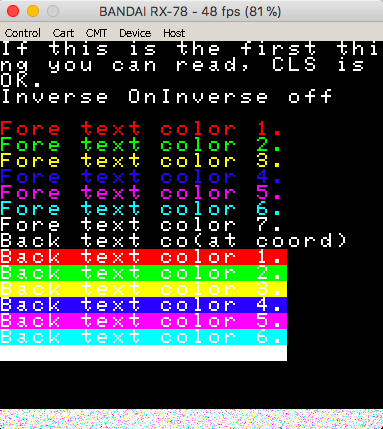 BANDAI RX-78 - 48 fps (81 %)
Control Cart CMT Device Host
If this is the first thi
ng you can read, CLS is
OK.
Inverse OnInverse off
Fore text color 1.
Fore text color 2.
Fore text color 3.
Fore text color 4.
Fore text color 5.
Fore text color 6.
Fore text color 7.
Back text co(at coord)
Back text color 1.
Back text color 2.
Back text color 3.
Back text color 4.
Back text color 5.
Back text color 6.